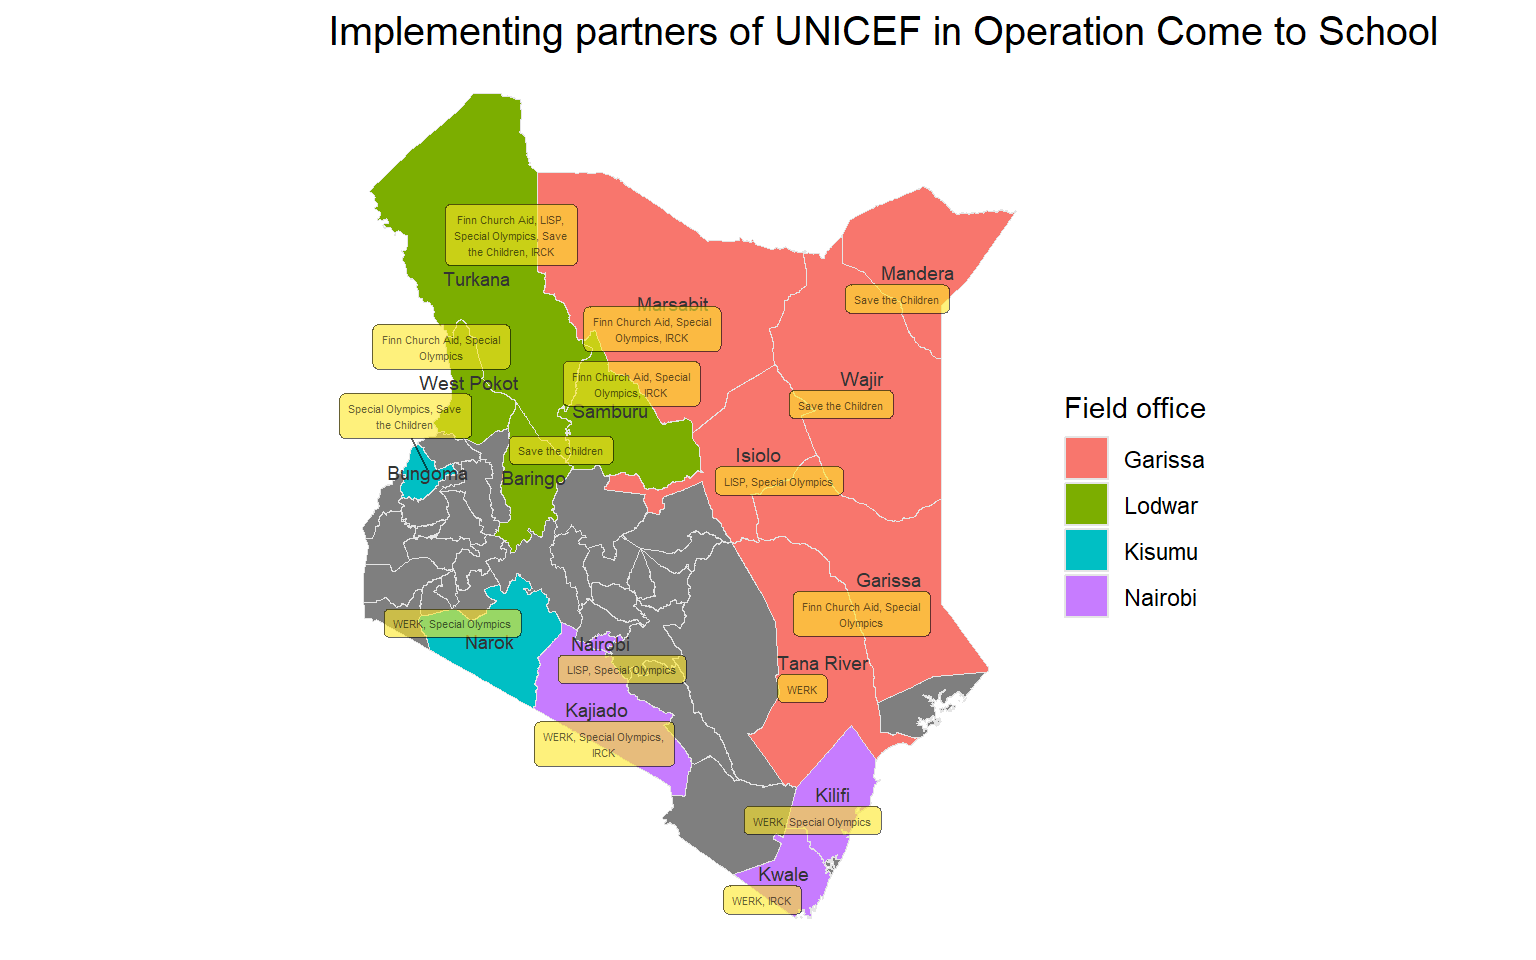 Implementing partners of UNICEF in Operation Come to School
Finn Church Aid, LISP,
Special Olympics, Save
the Children, IRCK
Turkana
Mandera
Save the Children
Marsabit
Finn Church Aid, Special
Olympics, IRCK
Finn Church Aid, Special
Olympics
West Pokot
Finn Church Aid, Special
Olympics, IRCK
Samburu
Wajir
Save the Children
Special Olympics, Save
the Children
Bungoma
Save the Children
Baringo
Isiolo
LISP, Special Olympics
Field office
Garissa
Lodwar
Kisumu
Nairobi
Garissa
Finn Church Aid, Special
Olympics
WERK, Special Olympics
Narok
Nairobi
LISP, Special Olympics
Tana River
WERK
Kajiado
WERK, Special Olympics,
IRCK
Kilifi
WERK, Special Olympics
Kwale
WERK, IRCK